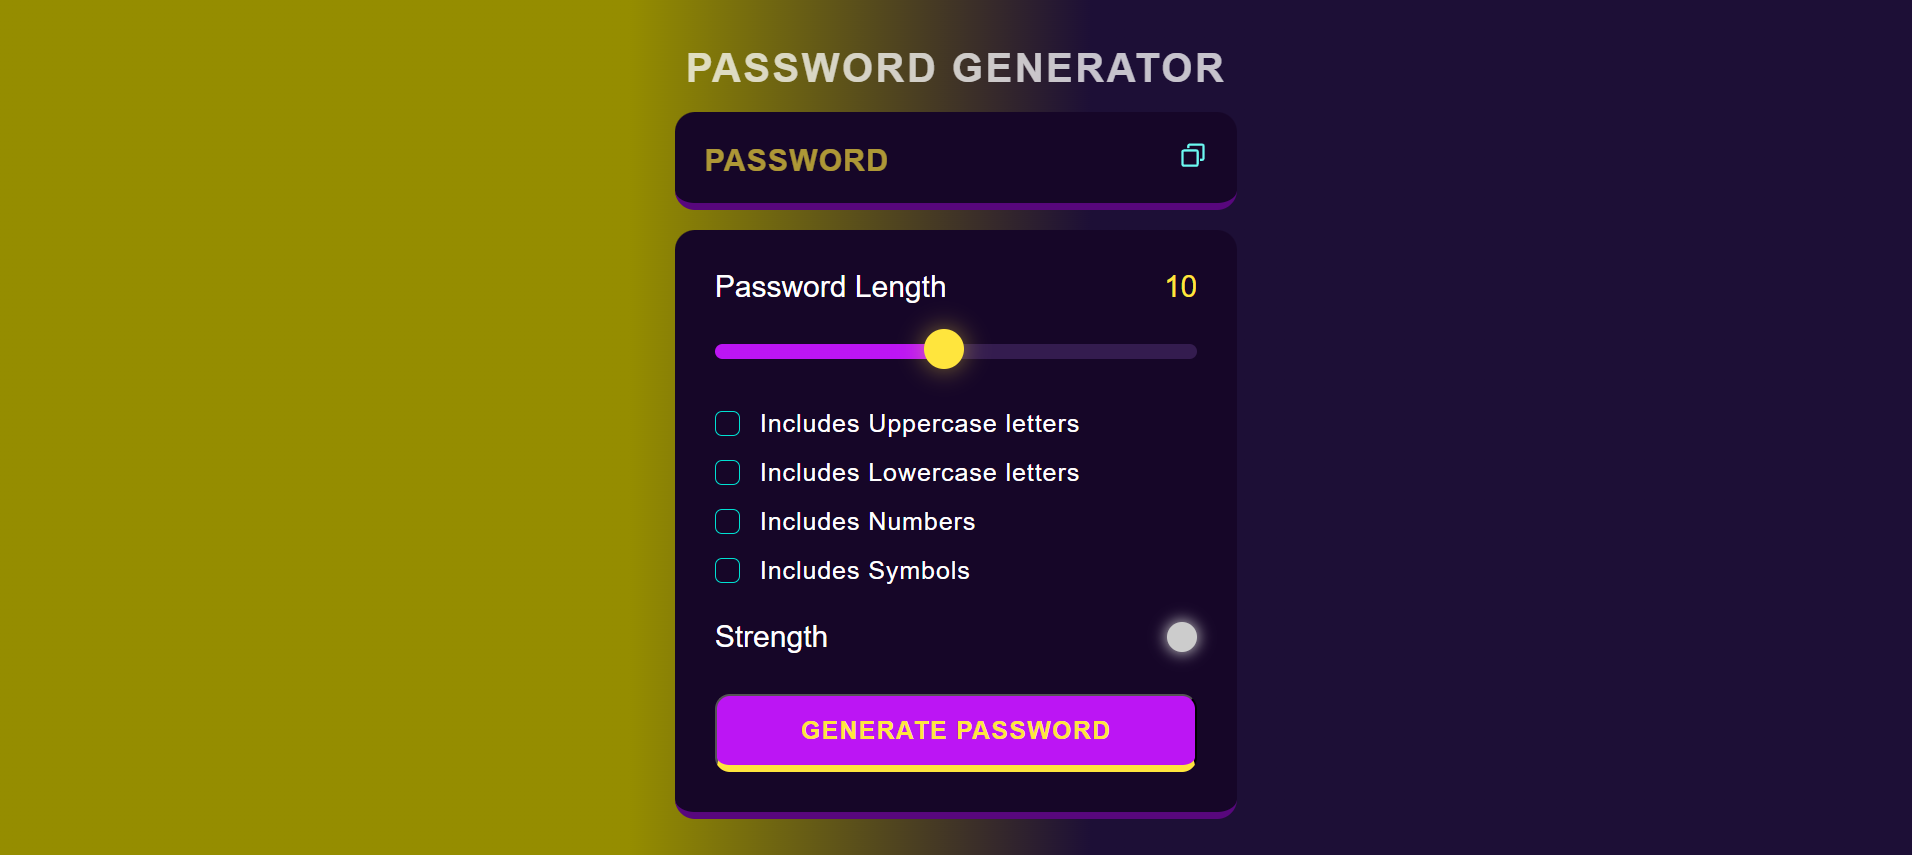 PASSWORD GENERATOR
PASSWORD
Password Length 10
Includes Uppercase letters
Includes Lowercase letters
Includes Numbers
Includes Symbols
Strength
GENERATE PASSWORD